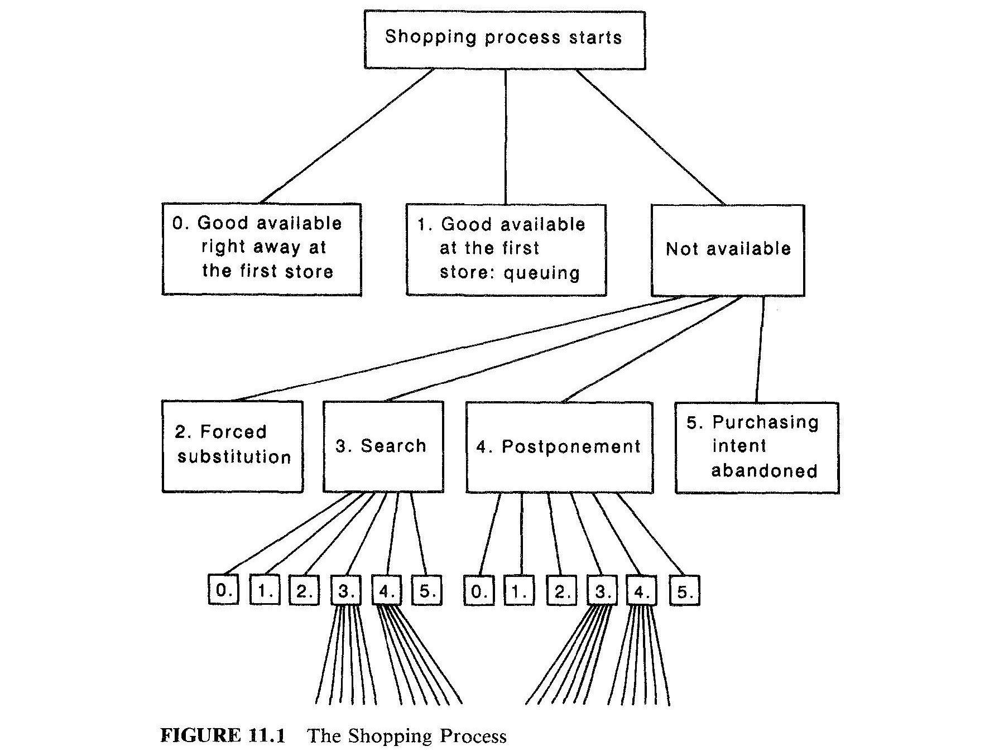 Shopping process starts
0. Good available
right away at
the first store
1. Good available
at the first
store: queuing
Not available
2. Forced
substitution
3. Search
4. Postponement
5. Purchasing
intent
abandoned
0. 1. 2. 3. 4. 5. 0. 1. 2. 3. 4. 5.
FIGURE 11.1 The Shopping Process